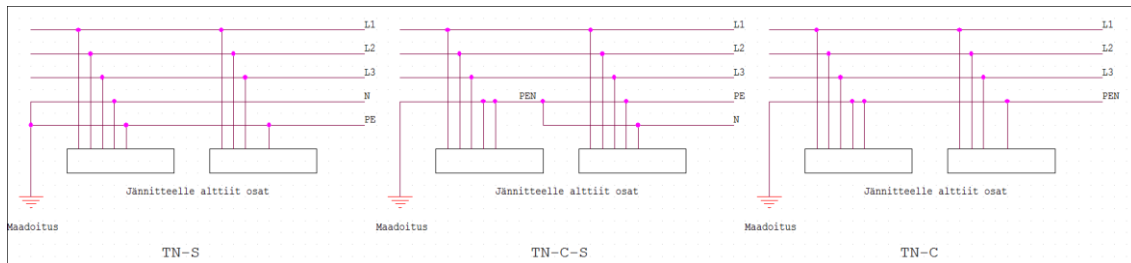 L1
L2
L3
N
PE
Jännitteelle alttiit osat
Maadoitus
TN-S
L1
L2
L3
PEN
PE
N
Jännitteelle alttiit osat
Maadoitus
TN-C-S
L1
L2
L3
PEN
Jännitteelle alttiit osat
Maadoitus
TN-C